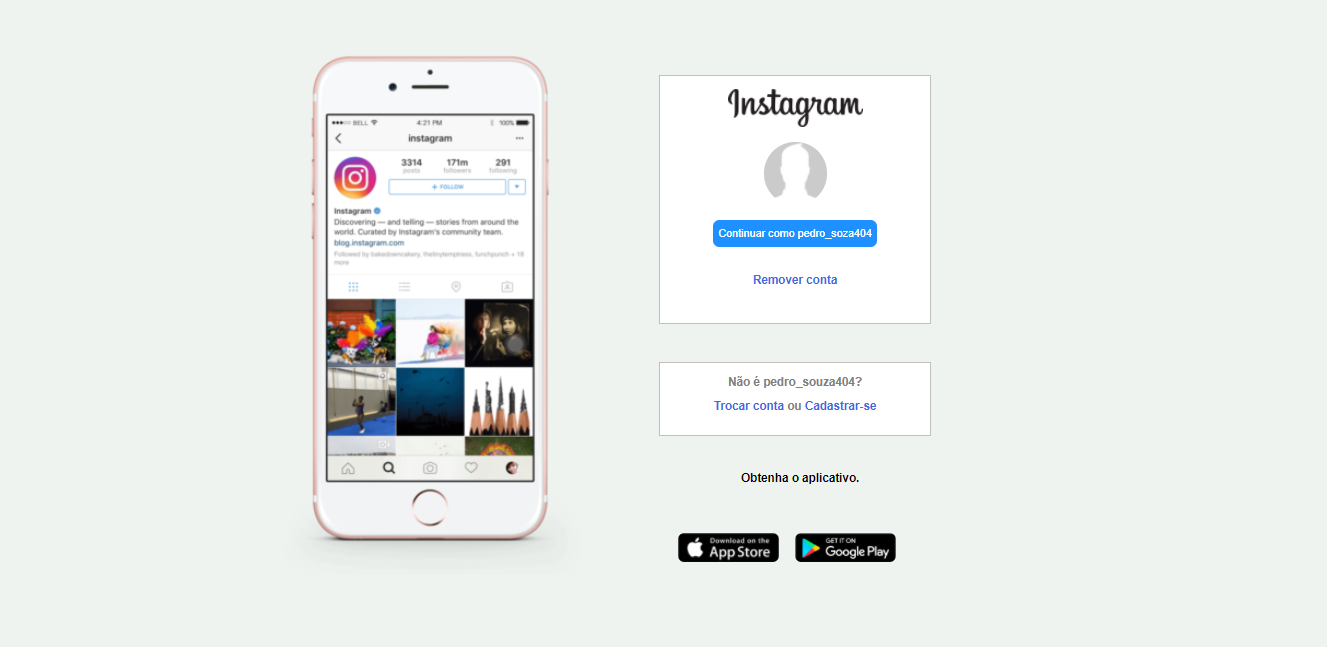 BELL
4:21 PM
100%
instagram
3314
171m
291
posts
followers
following
+ FOLLOW
Instagram
Discovering — and telling — stories from around the
world. Curated by Instagram's community team.
blog.instagram.com
Followed by bakedowncakery, thetinytemptress, funchpunch + 18
more
Instagram
Continuar como pedro_soza404
Remover conta
Não é pedro_souza404?
Trocar conta ou Cadastrar-se
Obtenha o aplicativo.
Download on the
App Store
GET IT ON
Google Play